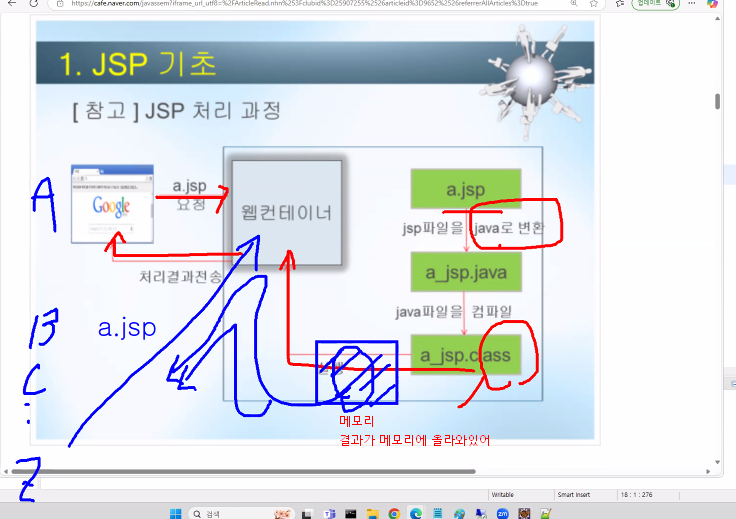 https://cafe.naver.com/javassem?iframe_url_utf8=%2FArticleRead.nhn%253Fclubid%3D25907255%2526articleid%3D9652%2526referrerAllArticles%3Dtrue
업데이트
1. JSP 기초
[ 참고 ] JSP 처리 과정
A
Google
a.jsp
요청
웹컨테이너
a.jsp
jsp파일을 java로 변환
a_jsp.java
처리결과전송
java파일을 컴파일
B
a.jsp
a_jsp.class
C
:
메모리
결과가 메모리에 올라와있어
Z
Writable
Smart Insert
18 : 1 : 276
검색